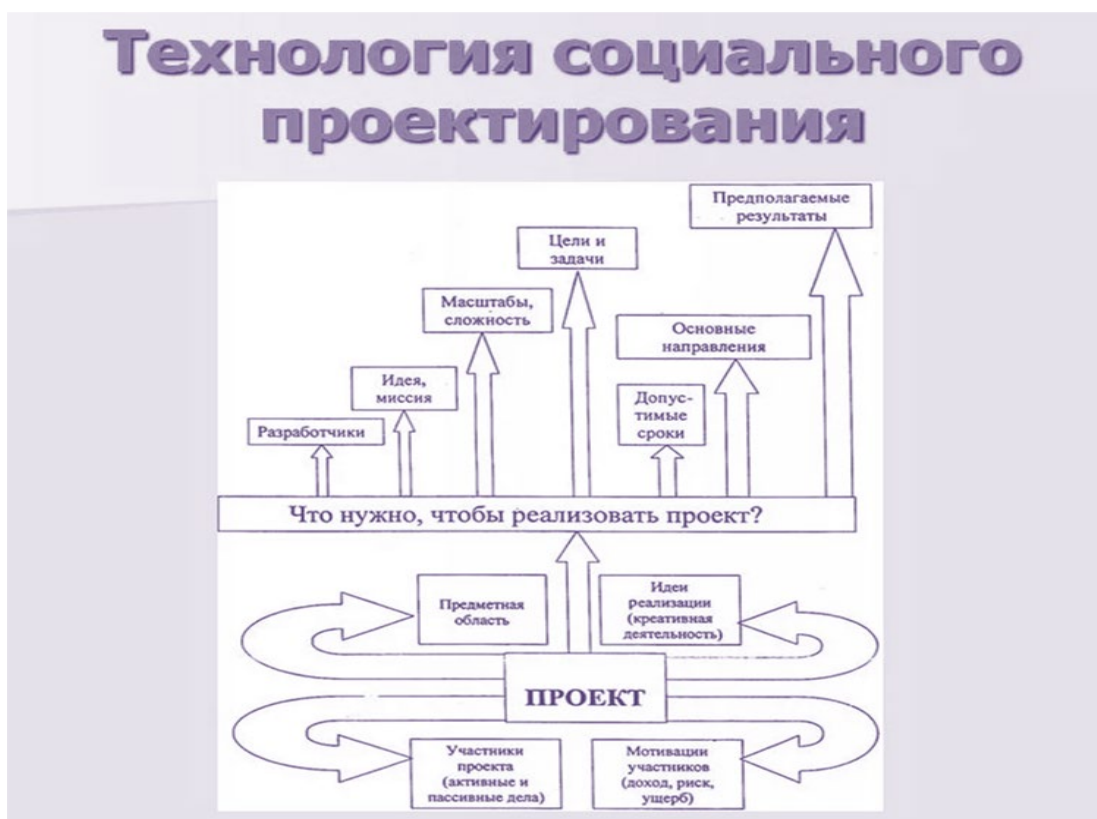 Технология социального
проектирования
Предполагаемые
результаты
Цели и
задачи
Масштабы,
сложность
Основные
направления
Идея,
миссия
Допус-
тимые
сроки
Разработчики
Что нужно, чтобы реализовать проект?
Предметная
область
Идеи
реализации
(креативная
деятельность)
ПРОЕКТ
Участники
проекта
(активные и
пассивные дела)
Мотивации
участников
(доход, риск,
ущерб)